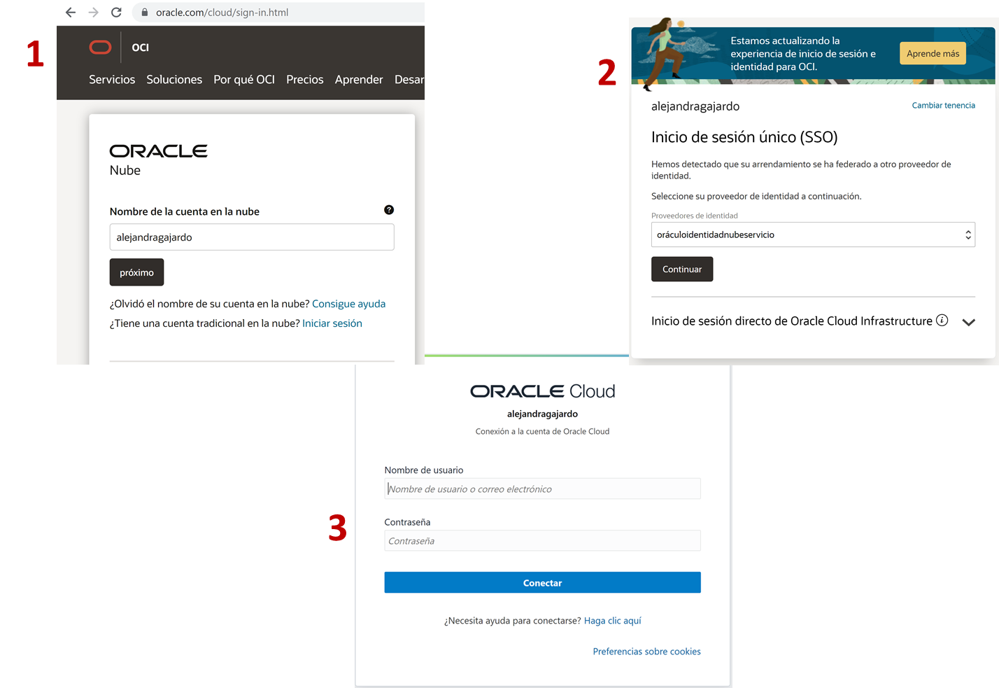 oracle.com/cloud/sign-in.html
1
OCI
Servicios Soluciones Por qué OCI Precios Aprender Desar
ORACLE
Nube
Nombre de la cuenta en la nube
?
alejandragajardo
próximo
¿Olvidó el nombre de su cuenta en la nube? Consigue ayuda
¿Tiene una cuenta tradicional en la nube? Iniciar sesión
2
Estamos actualizando la
experiencia de inicio de sesión e
identidad para OCI.
Aprende más
alejandragajardo
Cambiar tenencia
Inicio de sesión único (SSO)
Hemos detectado que su arrendamiento se ha federado a otro proveedor de
identidad.
Seleccione su proveedor de identidad a continuación.
Proveedores de identidad
oráculoidentidadnubeservicio
Continuar
Inicio de sesión directo de Oracle Cloud Infrastructure i
3
ORACLE Cloud
alejandragajardo
Conexión a la cuenta de Oracle Cloud
Nombre de usuario
Nombre de usuario o correo electrónico
Contraseña
Contraseña
Conectar
¿Necesita ayuda para conectarse? Haga clic aquí
Preferencias sobre cookies